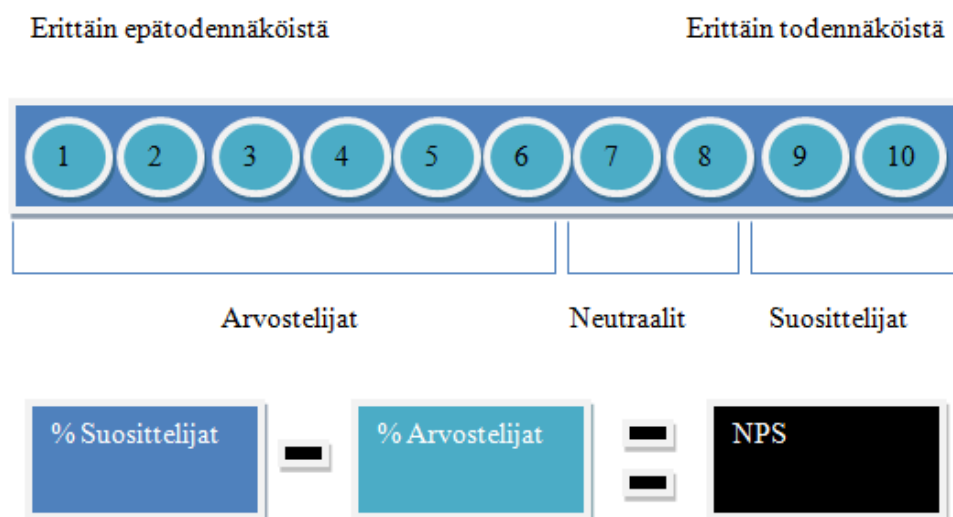 Erittäin epätodennäköistä Erittäin todennäköistä
1 2 3 4 5 6 7 8 9 10
Arvostelijat Neutraalit Suosittelijat
% Suosittelijat - % Arvostelijat = NPS